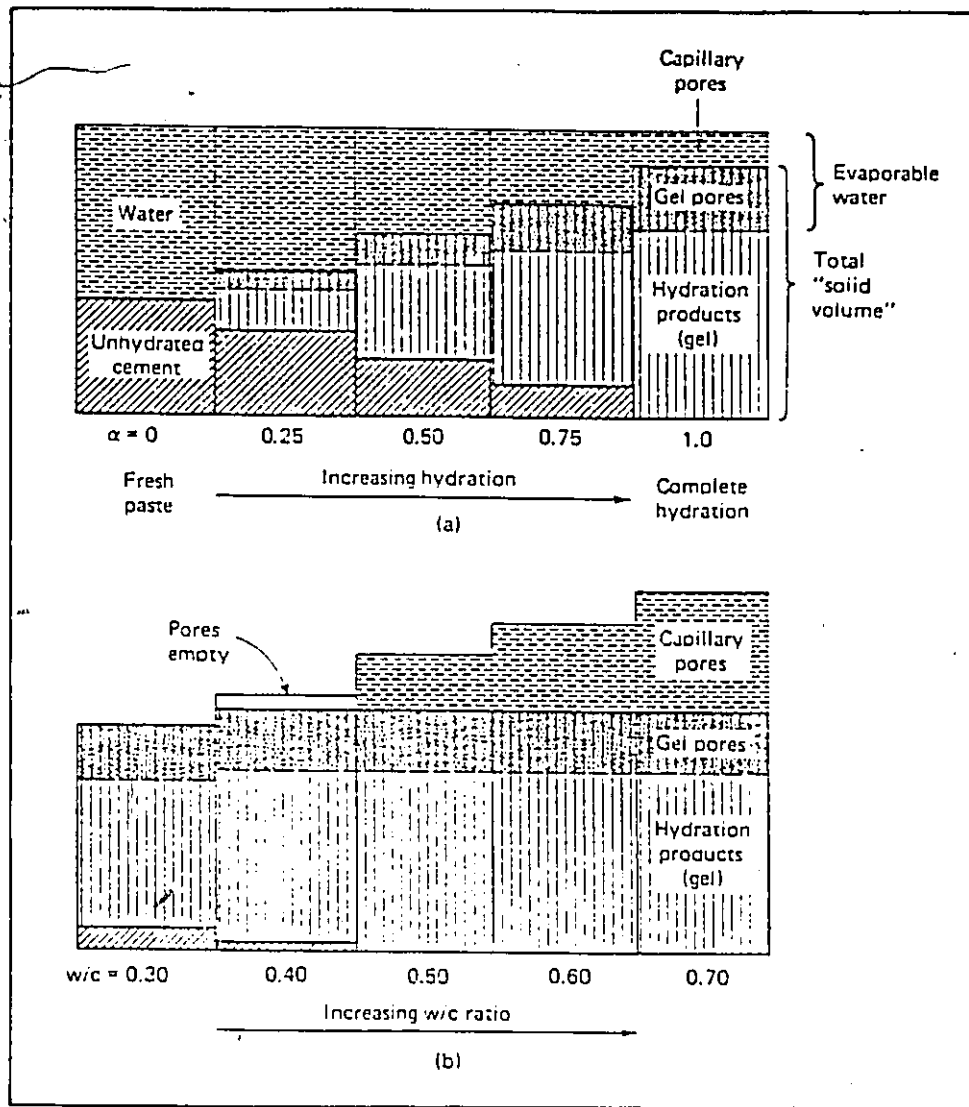 Capillary
pores
Water
Gel pores
Evaporable
water
Unhydrated
cement
Hydration
products
(gel)
Total
"solid
volume"
α = 0
0.25
0.50
0.75
1.0
Fresh
paste
Increasing hydration
Complete
hydration
(a)
Pores
empty
Capillary
pores
Gel pores
Hydration
products
(gel)
w/c = 0.30
0.40
0.50
0.60
0.70
Increasing w/c ratio
(b)